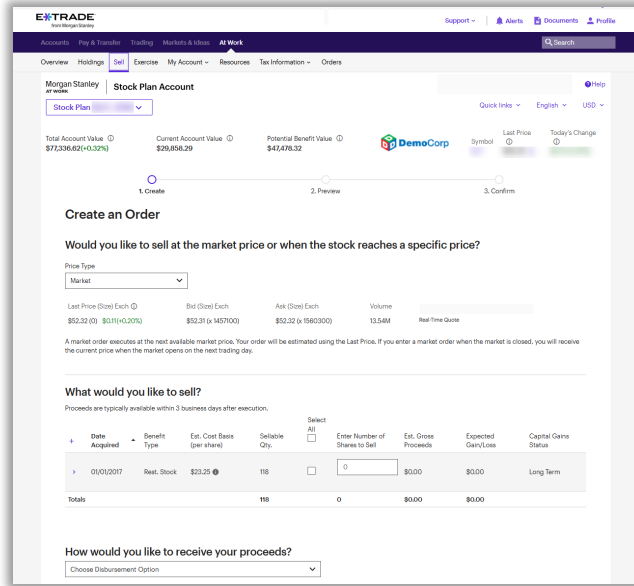 E*TRADE
from Morgan Stanley
Support
Alerts
Documents
Profile
Accounts Pay & Transfer Trading Markets & Ideas At Work
Search
Overview Holdings Sell Exercise My Account Resources Tax Information Orders
Morgan Stanley
AT WORK
Stock Plan Account
Help
Stock Plan
Quick links English USD
Total Account Value Current Account Value Potential Benefit Value
$77,336.62(+0.32%) $29,858.29 $47,478.32
DemoCorp
Symbol Last Price Today's Change
1. Create 2. Preview 3. Confirm
Create an Order
Would you like to sell at the market price or when the stock reaches a specific price?
Price Type
Market
Last Price (Size) Exch Bid (Size) Exch Ask (Size) Exch Volume
$52.32 (0) $0.11(+0.20%) $52.31 (x 1457100) $52.32 (x 1560300) 13.54M Real-Time Quote
A market order executes at the next available market price. Your order will be estimated using the Last Price. If you enter a market order when the market is closed, you will receive
the current price when the market opens on the next trading day.
What would you like to sell?
Proceeds are typically available within 3 business days after execution.
+ Date Acquired Benefit Type Est. Cost Basis (per share) Sellable Qty. Select All Enter Number of Shares to Sell Est. Gross Proceeds Expected Gain/Loss Capital Gains Status
01/01/2017 Rest. Stock $23.25 118 0 $0.00 $0.00 Long Term
Totals 118 0 $0.00 $0.00
How would you like to receive your proceeds?
Choose Disbursement Option